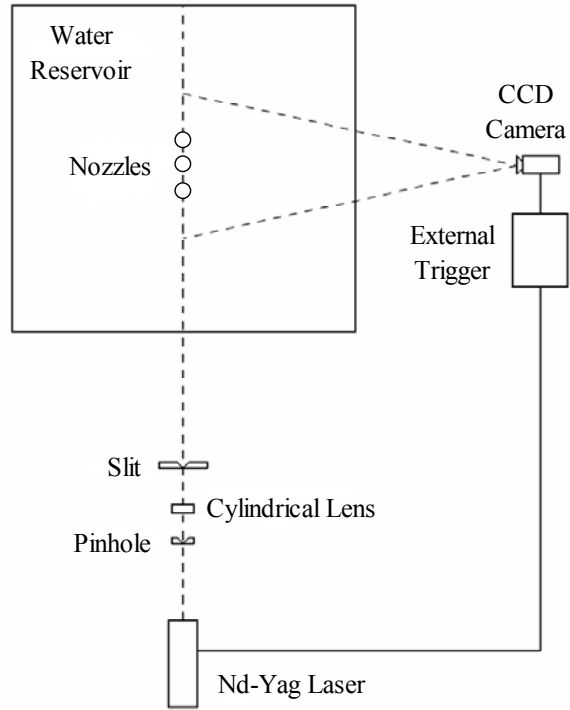 Water
Reservoir
Nozzles
CCD
Camera
External
Trigger
Slit
Cylindrical Lens
Pinhole
Nd-Yag Laser